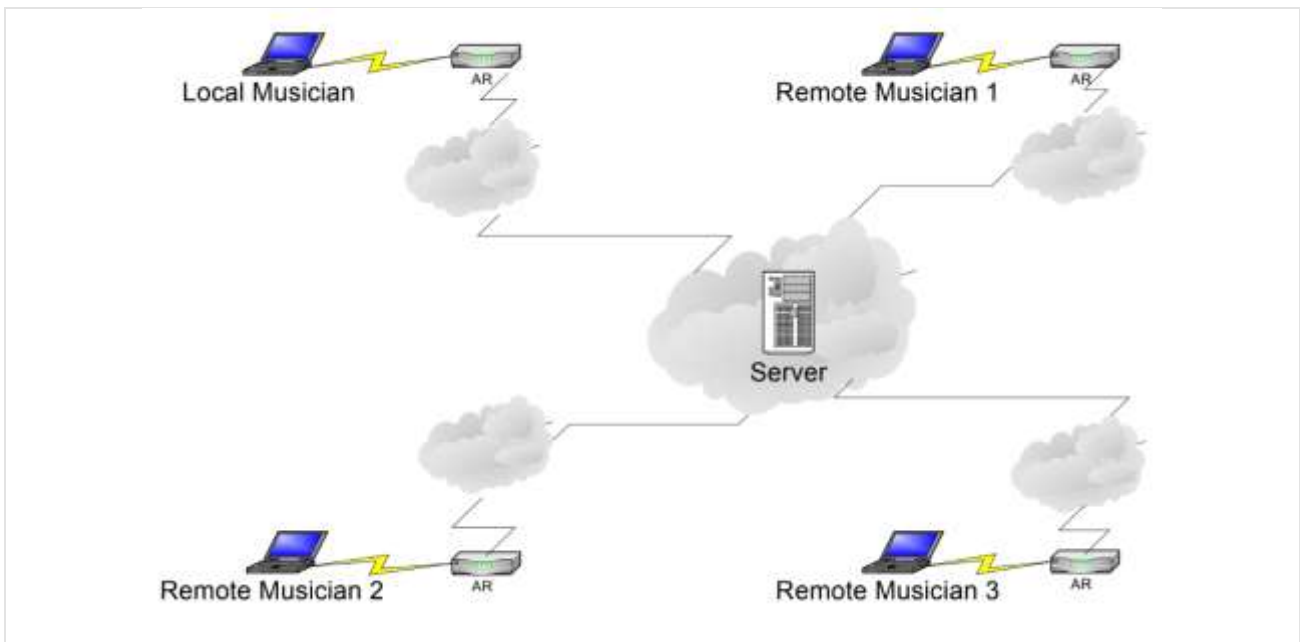 AR
Local Musician
AR
Remote Musician 1
Server
AR
Remote Musician 2
AR
Remote Musician 3